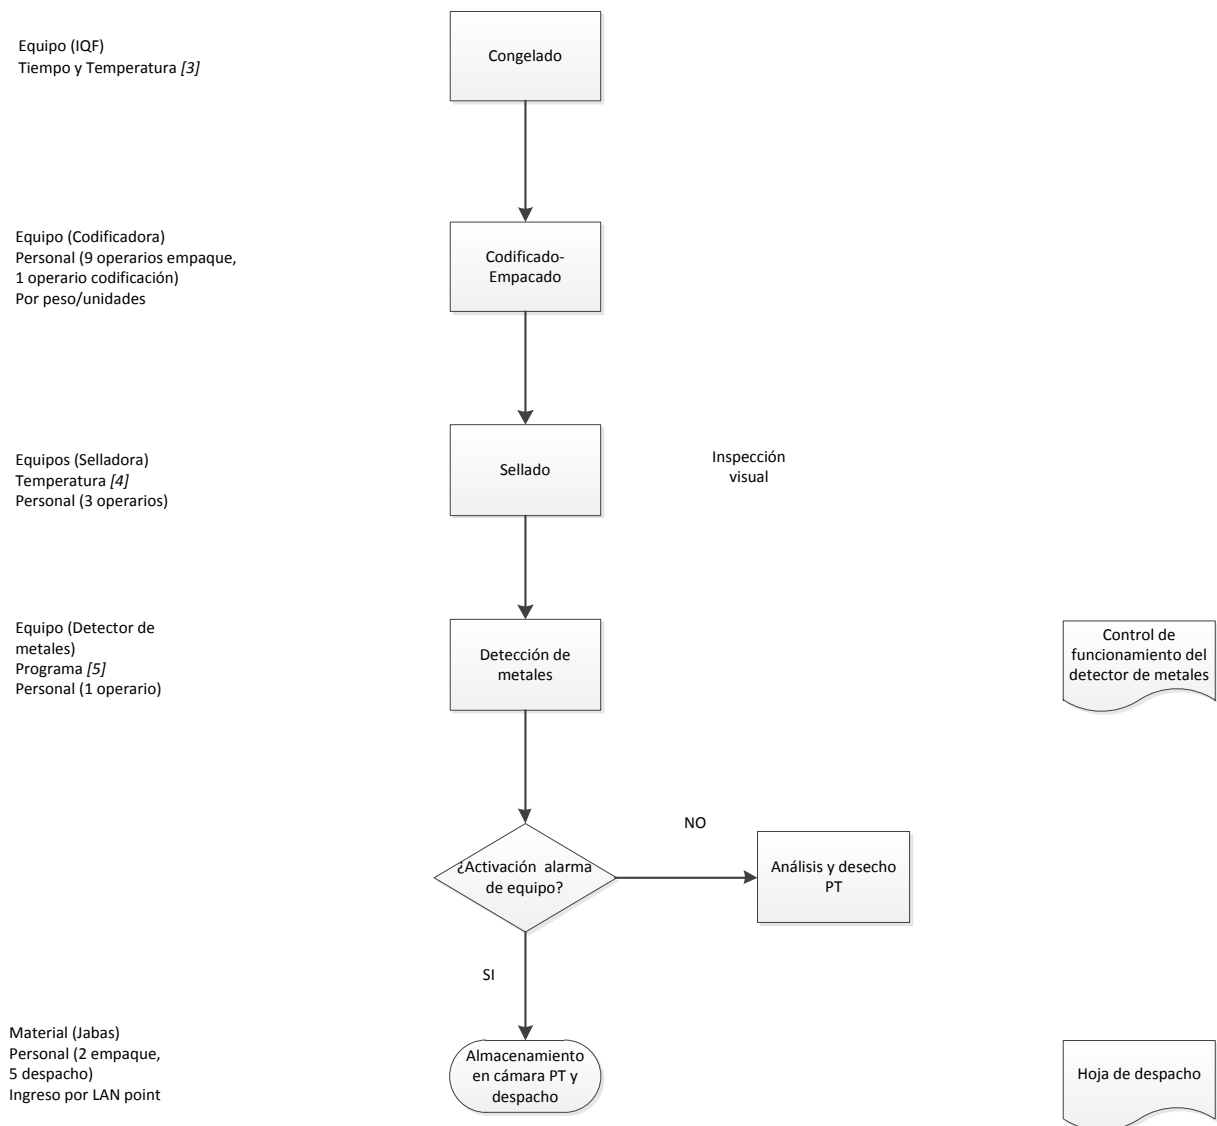 Equipo (IQF)
Tiempo y Temperatura [3]
Congelado
Equipo (Codificadora)
Personal (9 operarios empaque,
1 operario codificación)
Por peso/unidades
Codificado-
Empacado
Equipos (Selladora)
Temperatura [4]
Personal (3 operarios)
Sellado
Inspección
visual
Equipo (Detector de
metales)
Programa [5]
Personal (1 operario)
Detección de
metales
Control de
funcionamiento del
detector de metales
¿Activación alarma
de equipo?
NO
Análisis y desecho
PT
SI
Material (Jabas)
Personal (2 empaque,
5 despacho)
Ingreso por LAN point
Almacenamiento
en cámara PT y
despacho
Hoja de despacho